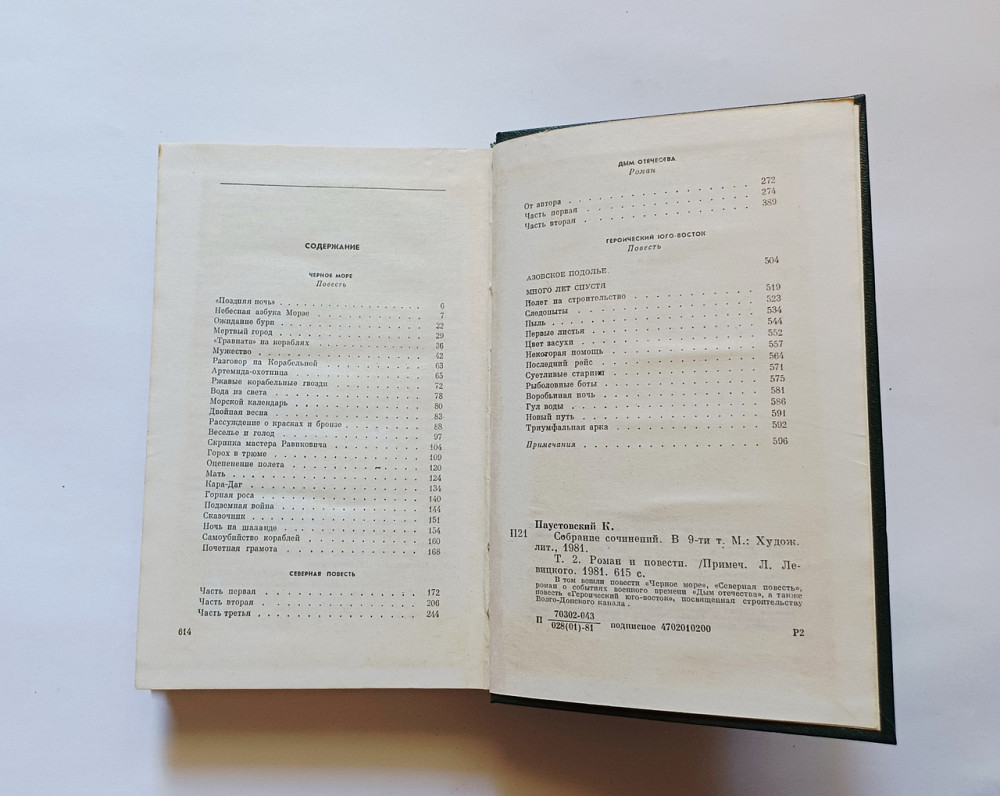 СОДЕРЖАНИЕ
ЧЕРНОЕ МОРЕ
Повесть
«Поздняя ночь» . . . 6
Небесная азбука Морзе . . . 7
Ожидание бури . . . 22
Мертвый город . . . 29
«Травиата» на кораблях . . . 36
Мужество . . . 42
Разговор на Корабельной . . . 63
Артемида-охотница . . . 65
Ржавые корабельные гвозди . . . 72
Вода из света . . . 78
Морской календарь . . . 80
Двойная весна . . . 83
Рассуждение о красках и бронзе . . . 88
Веселье и голод . . . 97
Скрипка мастера Равиковича . . . 104
Горох в трюме . . . 109
Оцепенение полета . . . 120
Мать . . . 124
Кара-Даг . . . 134
Горная роса . . . 140
Подземная война . . . 144
Сказочник . . . 151
Ночь на шаланде . . . 154
Самоубийство кораблей . . . 160
Почетная грамота . . . 168
СЕВЕРНАЯ ПОВЕСТЬ
Часть первая . . . 172
Часть вторая . . . 206
Часть третья . . . 244
614
ДЫМ ОТЕЧЕСТВА
Роман
От автора . . . 272
Часть первая . . . 274
Часть вторая . . . 389
ГЕРОИЧЕСКИЙ ЮГО-ВОСТОК
Повесть
АЗОВСКОЕ ПОДОЛЬЕ 504
МНОГО ЛЕТ СПУСТЯ
Полет на строительство . . . 519
Следопыты . . . 523
Пыль . . . 534
Первые листья . . . 544
Цвет засухи . . . 552
Некоторая помощь . . . 557
Последний рейс . . . 564
Суетливые старики . . . 571
Рыболовные боты . . . 575
Воробьиная ночь . . . 581
Гул воды . . . 586
Новый путь . . . 591
Триумфальная арка . . . 592
Примечания . . . 596
Паустовский К.
П21 Собрание сочинений. В 9-ти т. М.: Худож.
лит., 1981.
Т. 2. Роман и повести. /Примеч. Л. Ле-
вицкого. 1981. 615 с.
В том вошли повести «Черное море», «Северная повесть»,
роман о событиях военного времени «Дым отечества», а также
повесть «Героический юго-восток», посвященная строительству
Волго-Донского канала.
П 70302-043
028(01)-81 подписное 4702010200 Р2